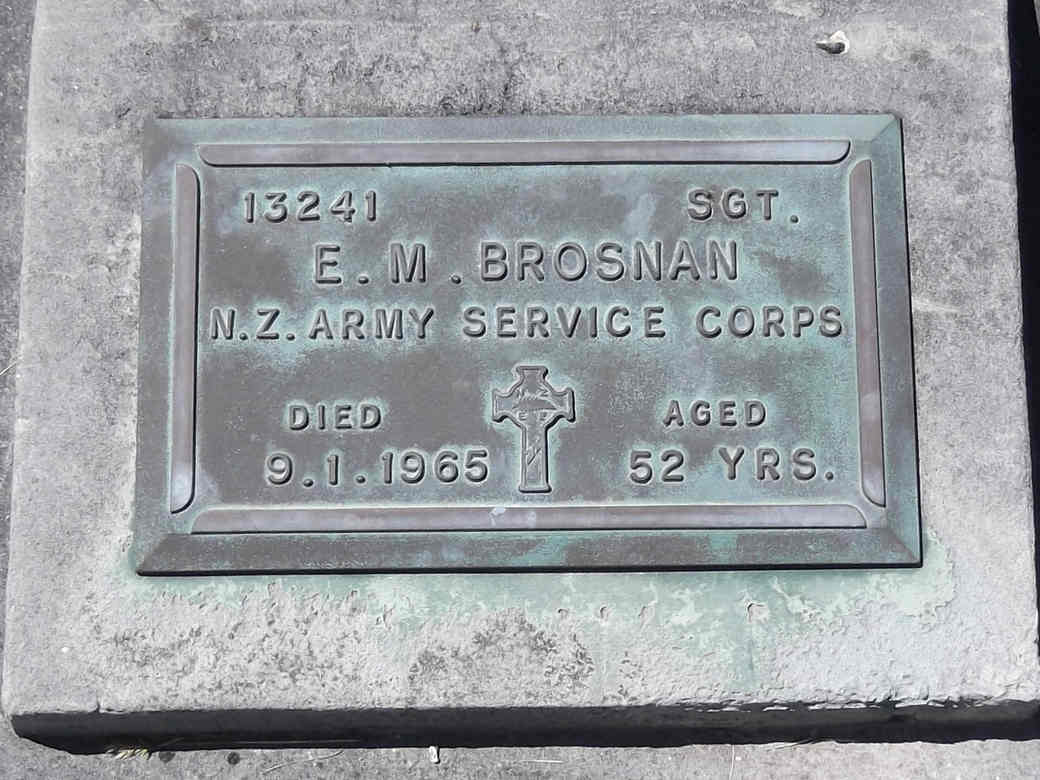 13241 SGT.
E. M. BROSNAN
N.Z. ARMY SERVICE CORPS
DIED AGED
9.1.1965 52 YRS.